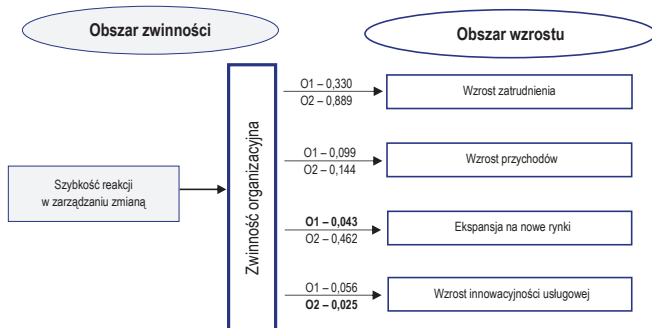 Obszar zwinności
Obszar wzrostu
Szybkość reakcji
w zarządzaniu zmianą
Zwinność organizacyjna
O1 – 0,330
O2 – 0,889
Wzrost zatrudnienia
O1 – 0,099
O2 – 0,144
Wzrost przychodów
O1 – 0,043
O2 – 0,462
Ekspansja na nowe rynki
O1 – 0,056
O2 – 0,025
Wzrost innowacyjności usługowej